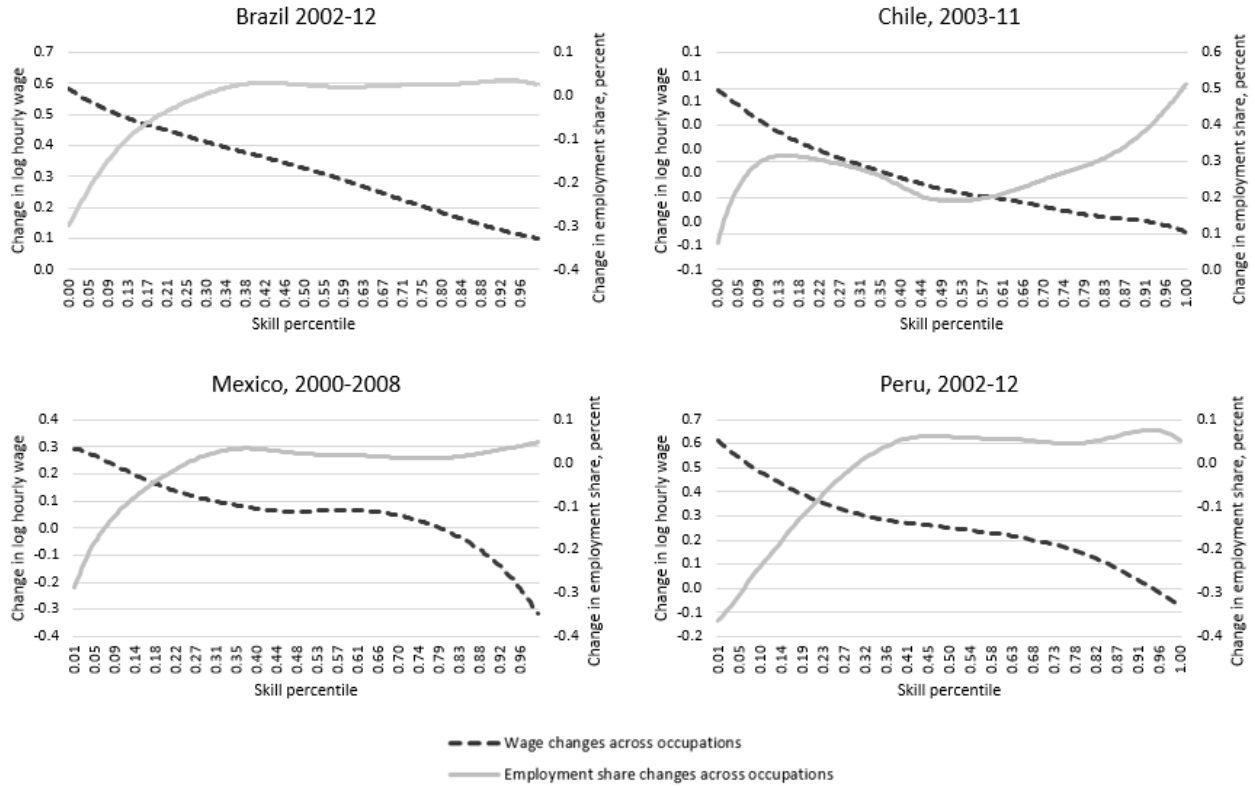 Brazil 2002-12
Change in log hourly wage
0.7
0.6
0.5
0.4
0.3
0.2
0.1
0.0
0.1
0.0
-0.1
-0.2
-0.3
-0.4
Change in employment share, percent
0.00 0.05 0.09 0.13 0.17 0.21 0.25 0.30 0.34 0.38 0.42 0.46 0.50 0.55 0.59 0.63 0.67 0.71 0.75 0.80 0.84 0.88 0.92 0.96
Skill percentile
Chile, 2003-11
Change in log hourly wage
0.1
0.1
0.1
0.0
0.0
0.0
0.0
0.0
-0.1
-0.1
0.6
0.5
0.4
0.3
0.2
0.1
0.0
Change in employment share, percent
0.00 0.05 0.09 0.13 0.18 0.22 0.27 0.31 0.35 0.40 0.44 0.49 0.53 0.57 0.61 0.66 0.70 0.74 0.79 0.83 0.87 0.91 0.96 1.00
Skill percentile
Mexico, 2000-2008
Change in log hourly wage
0.4
0.3
0.2
0.1
0.0
-0.1
-0.2
-0.3
-0.4
0.1
0.0
-0.1
-0.2
-0.3
-0.4
Change in employment share, percent
0.01 0.05 0.09 0.14 0.18 0.22 0.26 0.31 0.35 0.40 0.44 0.48 0.53 0.57 0.61 0.66 0.70 0.75 0.79 0.83 0.88 0.92 0.96
Skill percentile
Peru, 2002-12
Change in log hourly wage
0.7
0.6
0.5
0.4
0.3
0.2
0.1
0.0
-0.1
-0.2
0.1
0.0
-0.1
-0.2
-0.3
-0.4
Change in employment share, percent
0.01 0.05 0.10 0.14 0.19 0.23 0.27 0.32 0.36 0.41 0.45 0.50 0.54 0.58 0.63 0.68 0.73 0.78 0.82 0.87 0.91 0.96 1.00
Skill percentile
Wage changes across occupations
Employment share changes across occupations